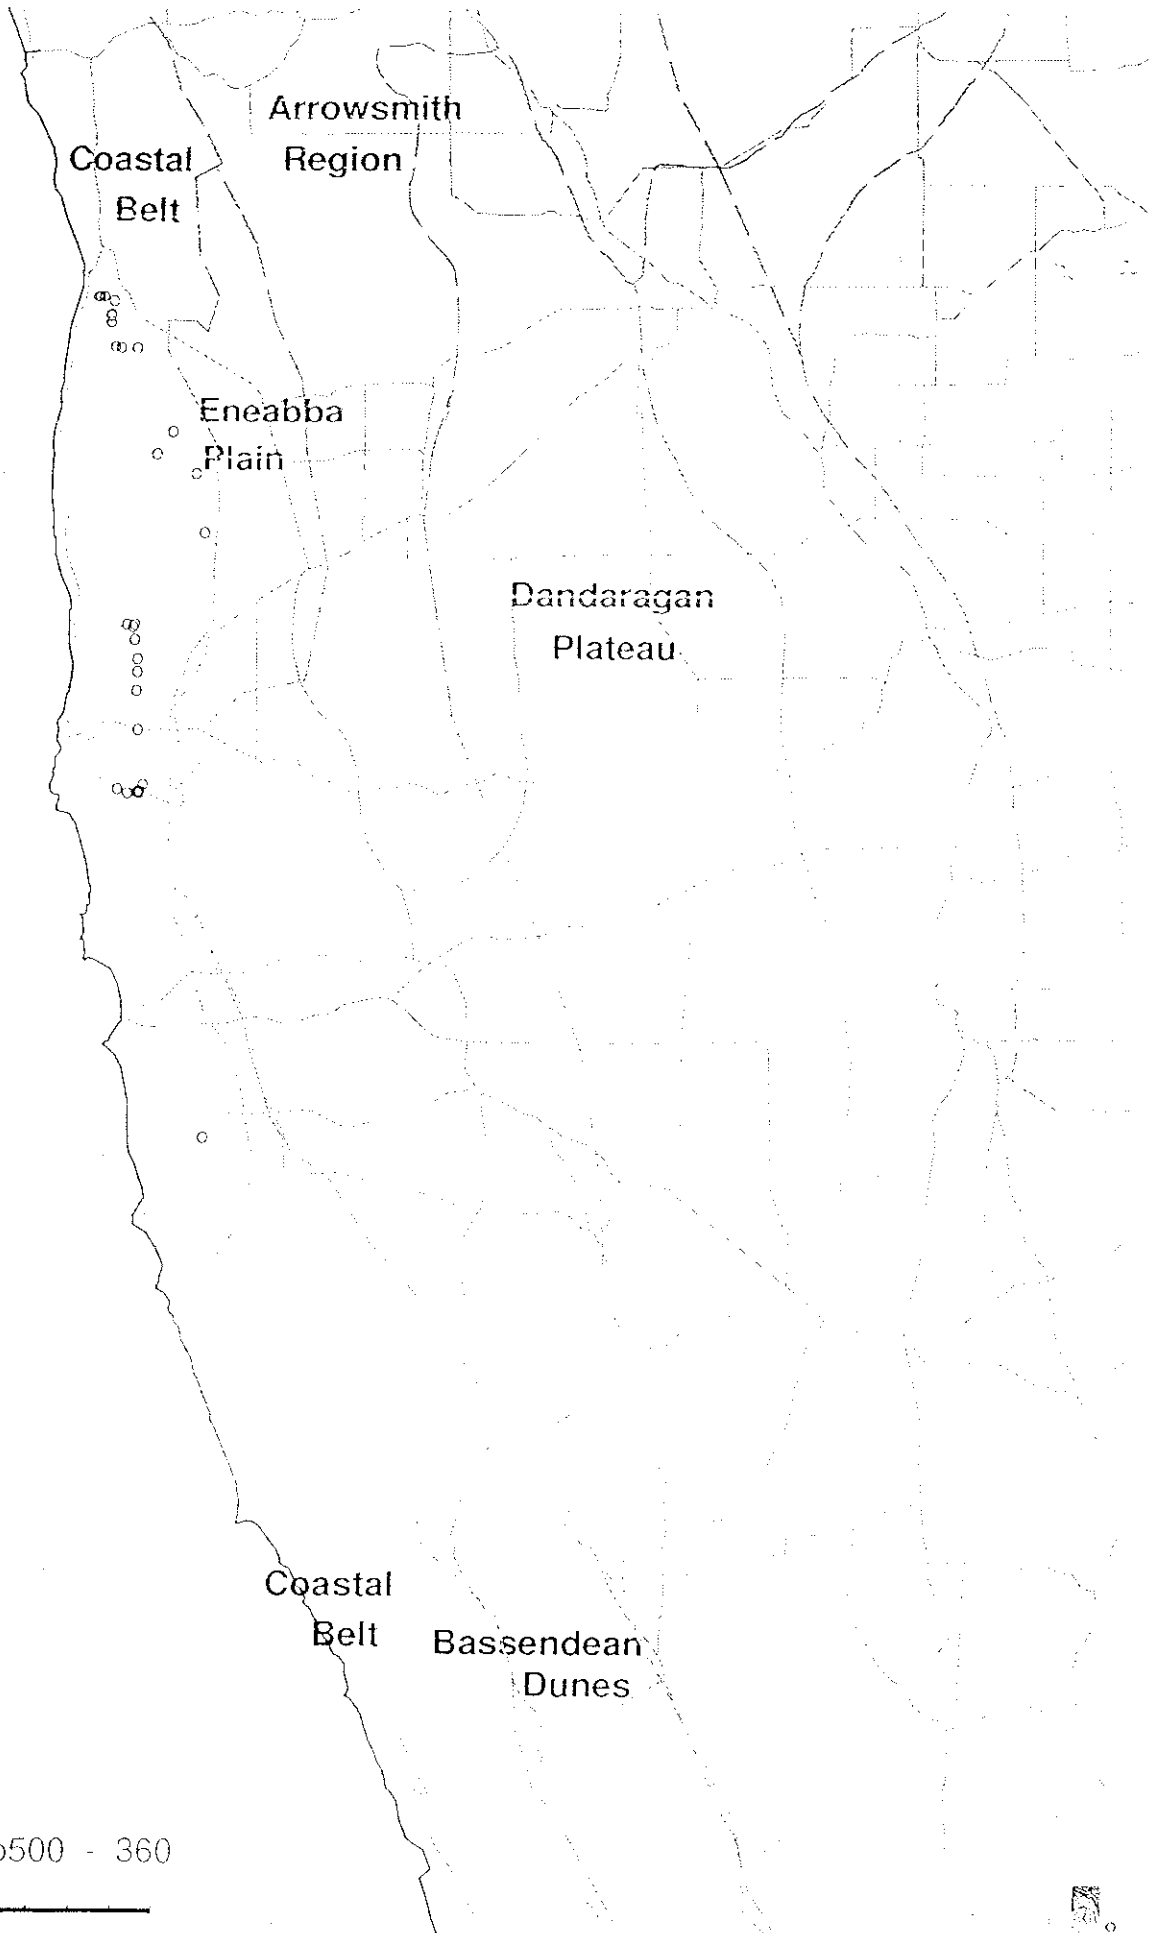 Arrowsmith
Region
Coastal
Belt
Eneabba
Plain
Dandaragan
Plateau
Coastal
Belt
Bassendean
Dunes
500 - 360